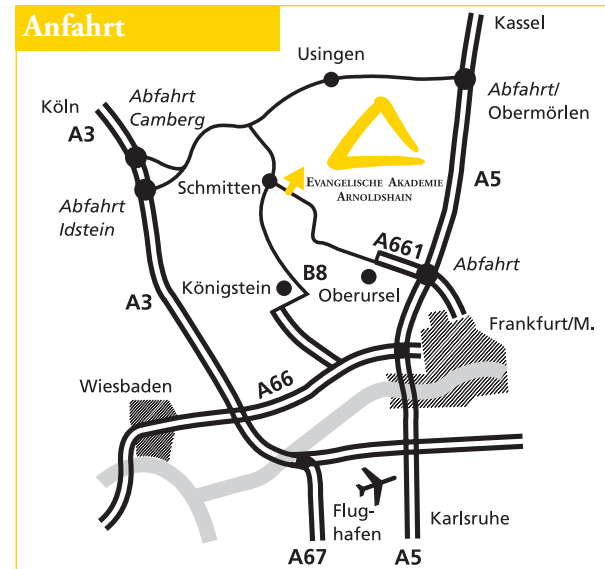 Anfahrt
Kassel
Usingen
Köln
Abfahrt
Camberg
Abfahrt/
Obermörlen
A3
Schmitten
EVANGELISCHE AKADEMIE
ARNOLDSHAIN
A5
Abfahrt
Idstein
A661
Abfahrt
A3
Königstein
B8
Oberursel
Frankfurt/M.
Wiesbaden
A66
Flug-
hafen
Karlsruhe
A67
A5